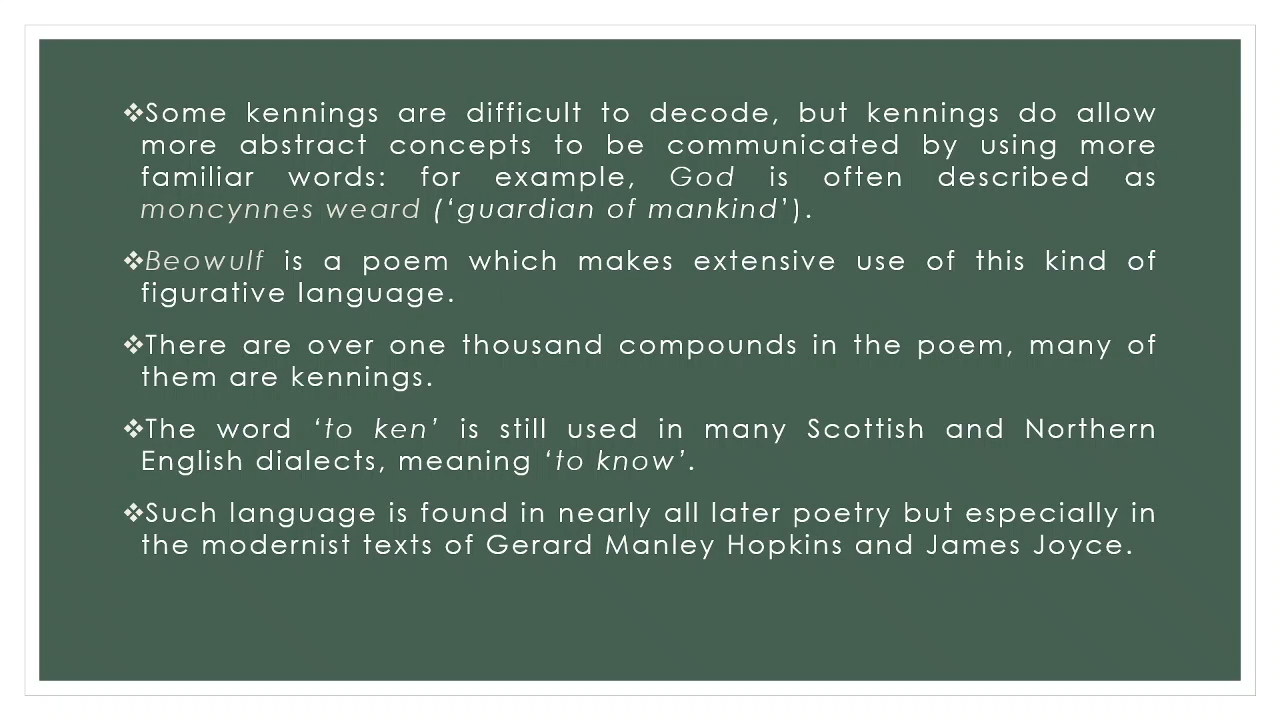 ❖Some kennings are difficult to decode, but kennings do allow
more abstract concepts to be communicated by using more
familiar words: for example, God is often described as
moncynnes weard (‘guardian of mankind’).
❖Beowulf is a poem which makes extensive use of this kind of
figurative language.
❖There are over one thousand compounds in the poem, many of
them are kennings.
❖The word ‘to ken’ is still used in many Scottish and Northern
English dialects, meaning ‘to know’.
❖Such language is found in nearly all later poetry but especially in
the modernist texts of Gerard Manley Hopkins and James Joyce.